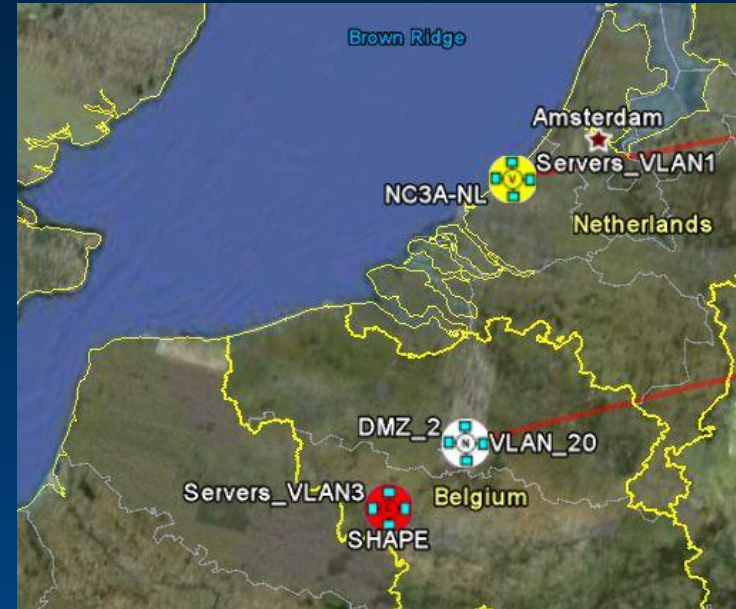 Brown Ridge
Amsterdam
Servers_VLAN1
NC3A-NL
V
Netherlands
DMZ_2
N
VLAN_20
Servers_VLAN3
Belgium
SHAPE